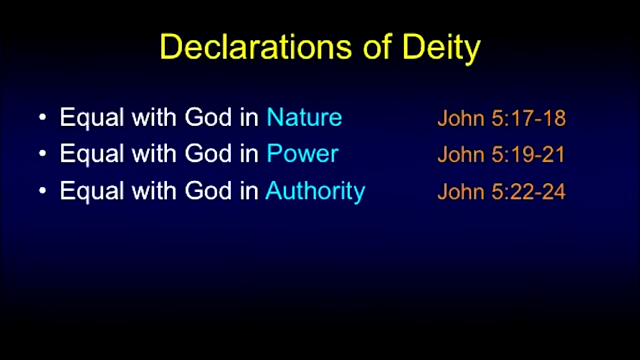 Declarations of Deity
• Equal with God in Nature John 5:17-18
• Equal with God in Power John 5:19-21
• Equal with God in Authority John 5:22-24